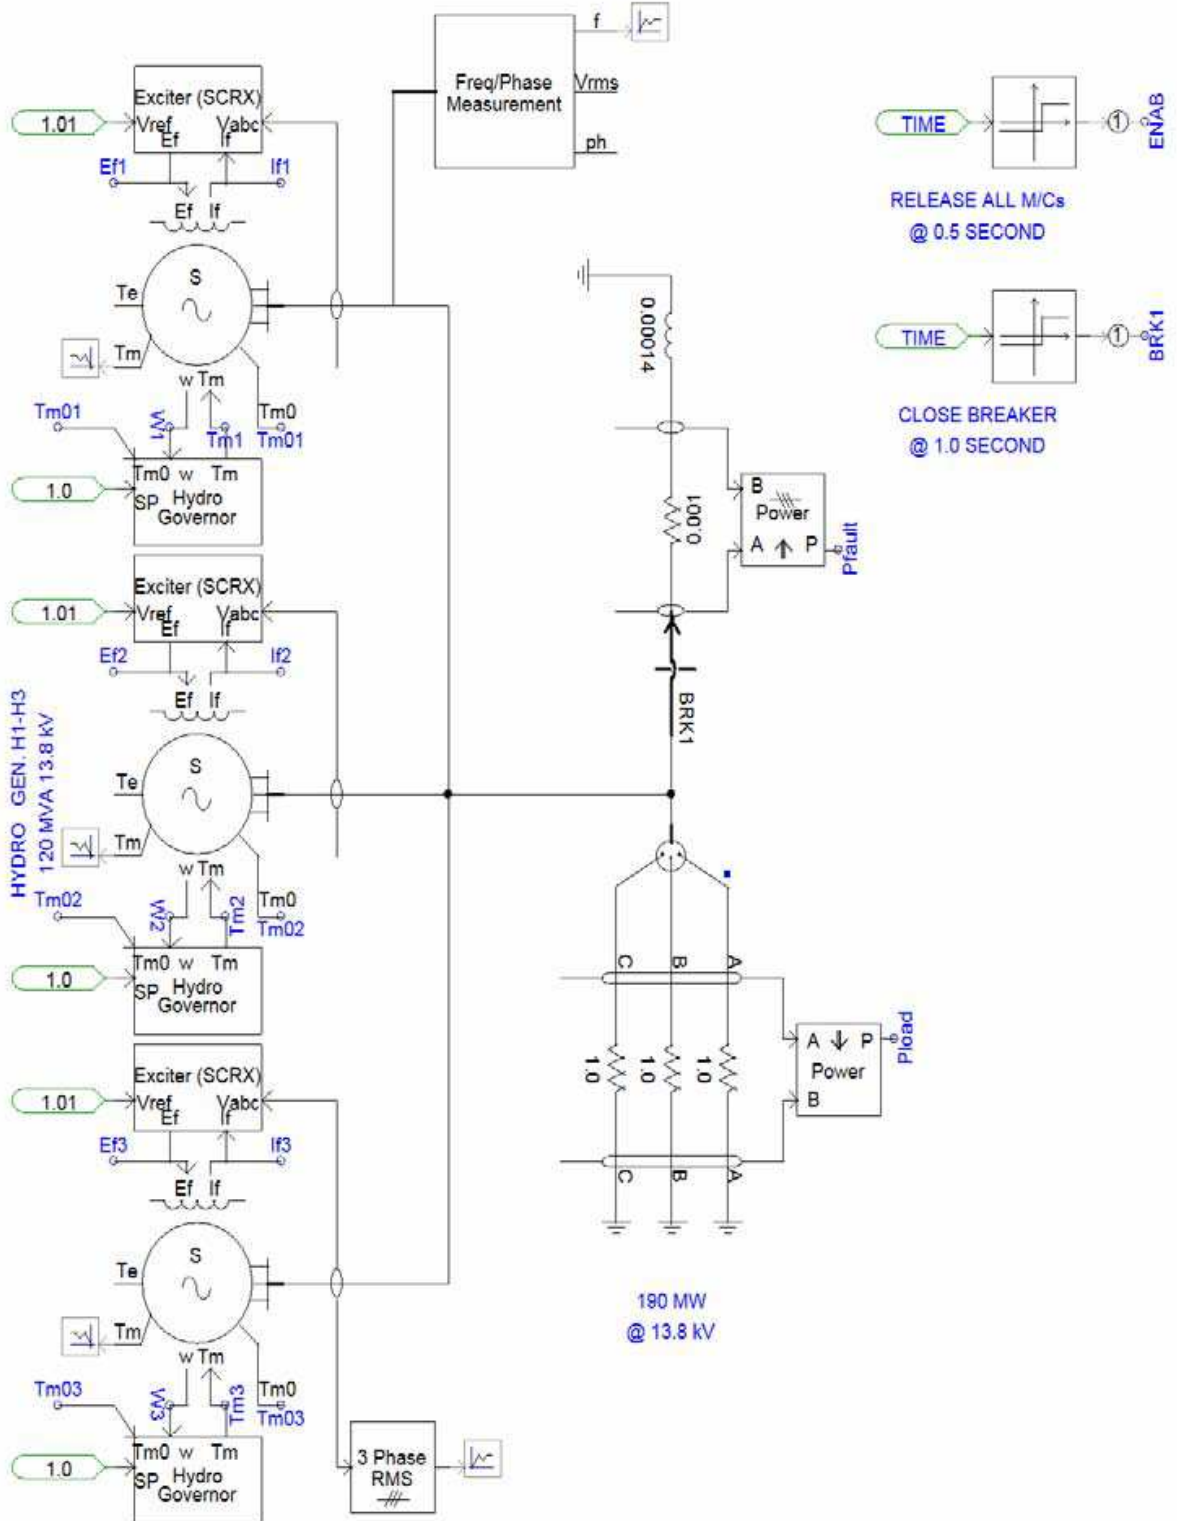 f
Freq/Phase
Measurement
Vrms
ph
Exciter (SCRX)
1.01
Vref
Vabc
Ef
If
Ef1
If1
Ef
If
S
Te
Tm
w Tm
Tm0
Tm01
W1
Tm1
Tm01
Tm0 w Tm
1.0
SP
Hydro
Governor
TIME
1
ENAB
RELEASE ALL M/Cs
@ 0.5 SECOND
TIME
1
BRK1
CLOSE BREAKER
@ 1.0 SECOND
0.00014
0.001
B
Power
A
P
Pfault
BRK1
Exciter (SCRX)
1.01
Vref
Vabc
Ef
If
Ef2
If2
Ef
If
HYDRO GEN. H1-H3
120 MVA 13.8 kV
S
Te
Tm
w Tm
Tm0
Tm02
W2
Tm2
Tm02
Tm0 w Tm
1.0
SP
Hydro
Governor
C
B
A
1.0
1.0
1.0
C
B
A
A
P
Power
B
Pload
190 MW
@ 13.8 kV
Exciter (SCRX)
1.01
Vref
Vabc
Ef
If
Ef3
If3
Ef
If
S
Te
Tm
w Tm
Tm0
Tm03
W3
Tm3
Tm03
Tm0 w Tm
1.0
SP
Hydro
Governor
3 Phase
RMS